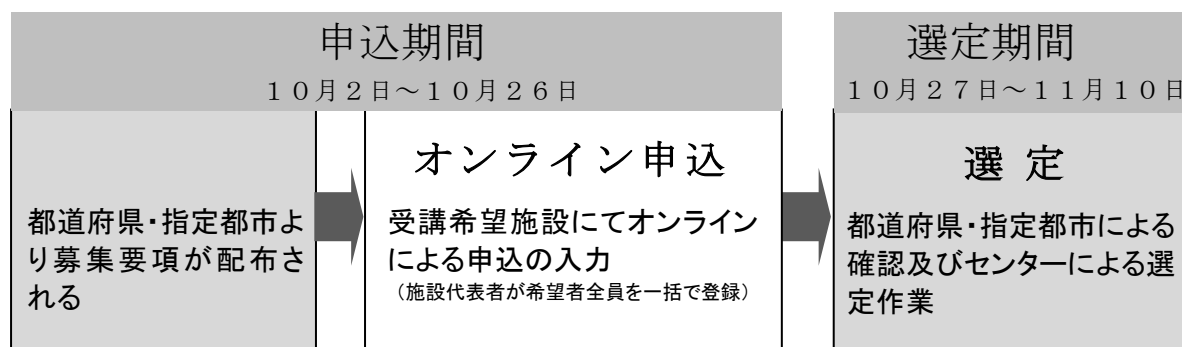 申込期間
１０月２日～１０月２６日
都道府県・指定都市よ
り募集要項が配布さ
れる
オンライン申込
受講希望施設にてオンライン
による申込の入力
（施設代表者が希望者全員を一括で登録）
選定期間
１０月２７日～１１月１０日
選 定
都道府県・指定都市による
確認及びセンターによる選
定作業